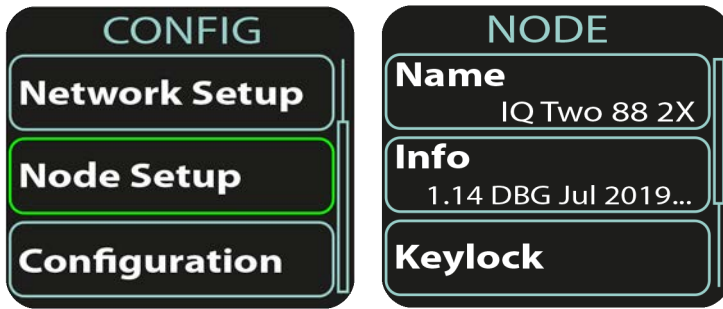 CONFIG
Network Setup
Node Setup
Configuration
NODE
Name
IQ Two 88 2X
Info
1.14 DBG Jul 2019...
Keylock